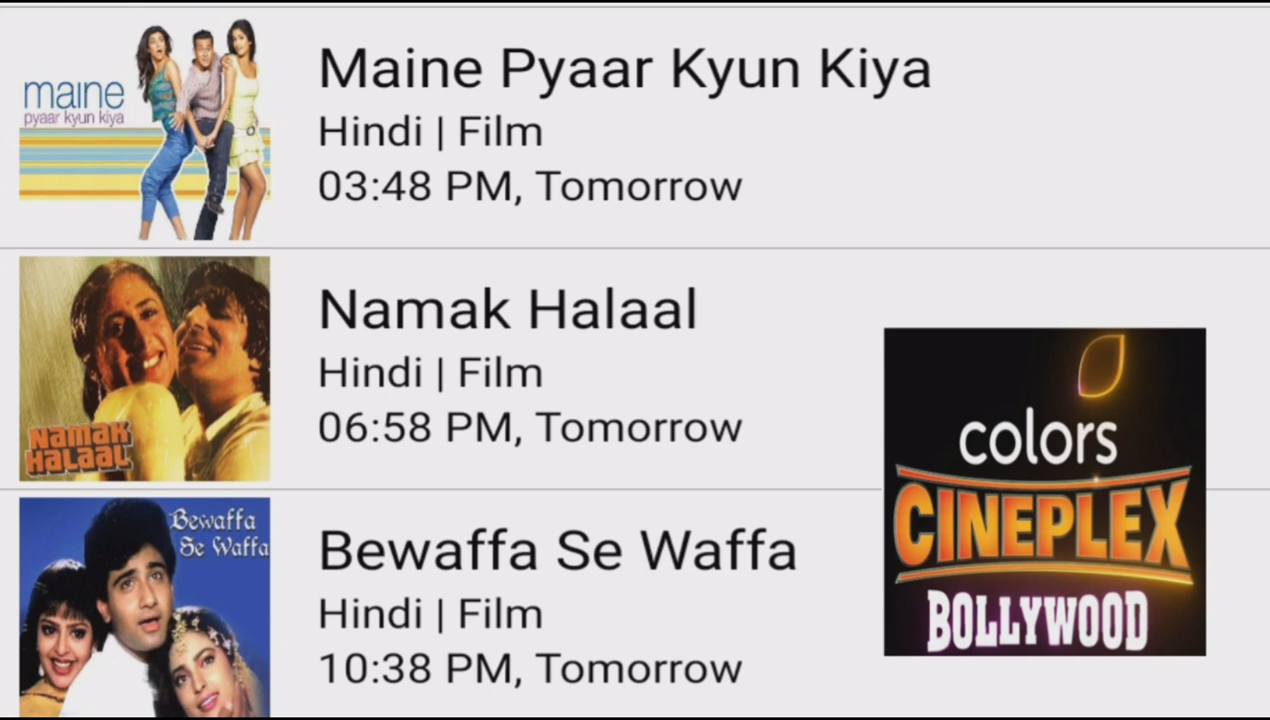 maine
pyaar kyun kiya
Maine Pyaar Kyun Kiya
Hindi | Film
03:48 PM, Tomorrow
Namak
Halaal
Namak Halaal
Hindi | Film
06:58 PM, Tomorrow
Bewaffa
Se Waffa
Bewaffa Se Waffa
Hindi | Film
10:38 PM, Tomorrow
colors
CINEPLEX
BOLLYWOOD